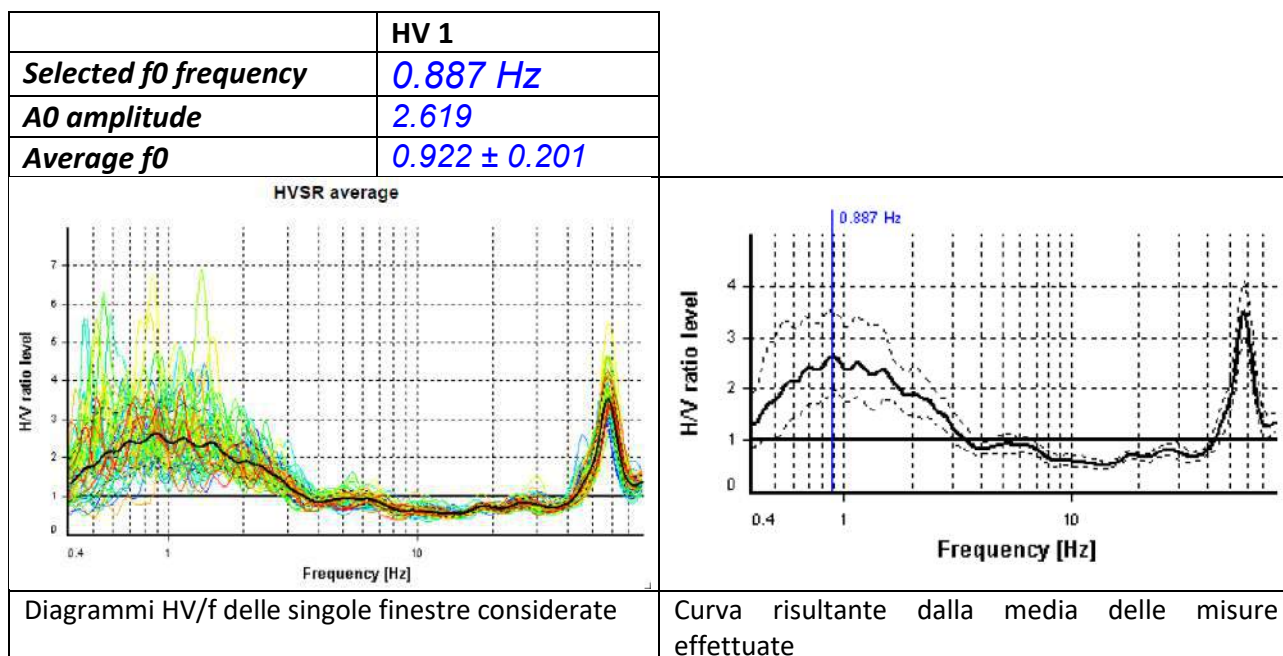 HV 1
Selected f0 frequency 0.887 Hz
A0 amplitude 2.619
Average f0 0.922 ± 0.201
HVSR average
H/V ratio level
7
6
5
4
3
2
1
0
0.4 1 10
Frequency [Hz]
0.887 Hz
H/V ratio level
4
3
2
1
0
0.4 1 10
Frequency [Hz]
Diagrammi HV/f delle singole finestre considerate
Curva risultante dalla media delle misure
effettuate